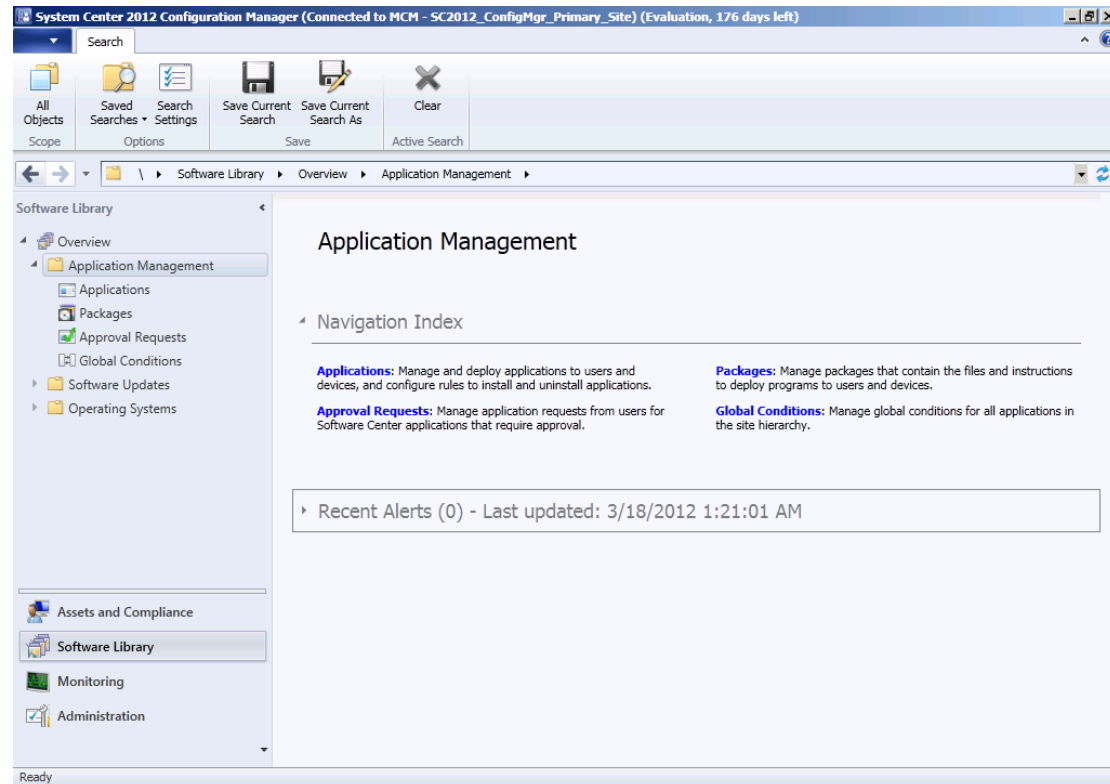 System Center 2012 Configuration Manager (Connected to MCM - SC2012_ConfigMgr_Primary_Site) (Evaluation, 176 days left)
Search
All Objects
Saved Searches
Search Settings
Save Current Search
Save Current Search As
Clear
Scope
Options
Save
Active Search
\ Software Library Overview Application Management
Software Library
Overview
Application Management
Applications
Packages
Approval Requests
Global Conditions
Software Updates
Operating Systems
Application Management
Navigation Index
Applications: Manage and deploy applications to users and
devices, and configure rules to install and uninstall applications.
Packages: Manage packages that contain the files and instructions
to deploy programs to users and devices.
Approval Requests: Manage application requests from users for
Software Center applications that require approval.
Global Conditions: Manage global conditions for all applications in
the site hierarchy.
Recent Alerts (0) - Last updated: 3/18/2012 1:21:01 AM
Assets and Compliance
Software Library
Monitoring
Administration
Ready